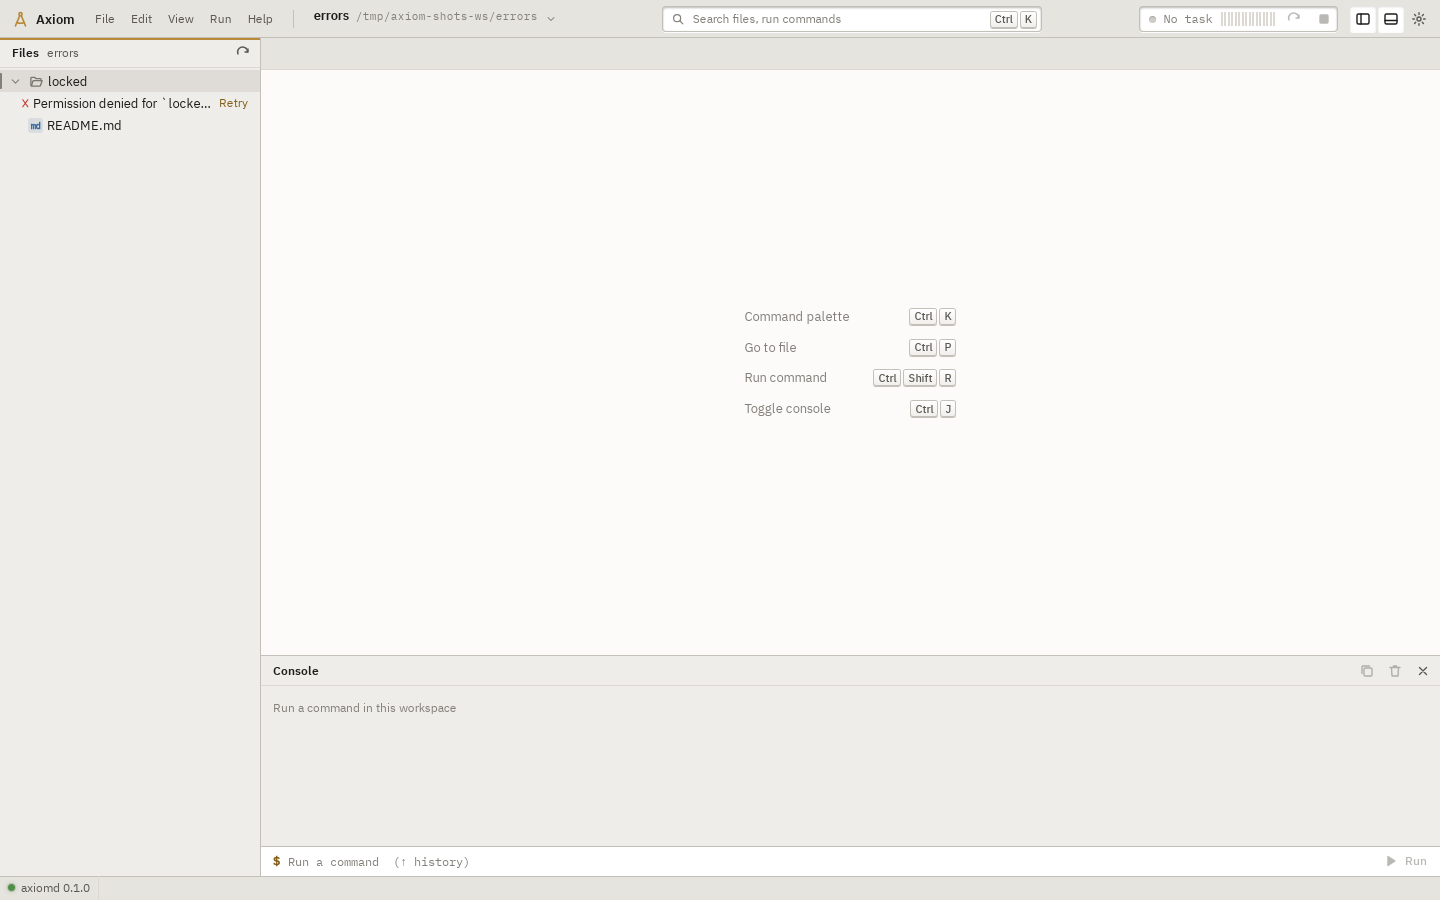 Axiom File Edit View Run Help errors /tmp/axiom-shots-ws/errors Search files, run commands Ctrl K No task
Files errors
locked
Permission denied for `locke... Retry
md README.md
Command palette Ctrl K
Go to file Ctrl P
Run command Ctrl Shift R
Toggle console Ctrl J
Console
Run a command in this workspace
$ Run a command (↑ history) Run
axiomd 0.1.0